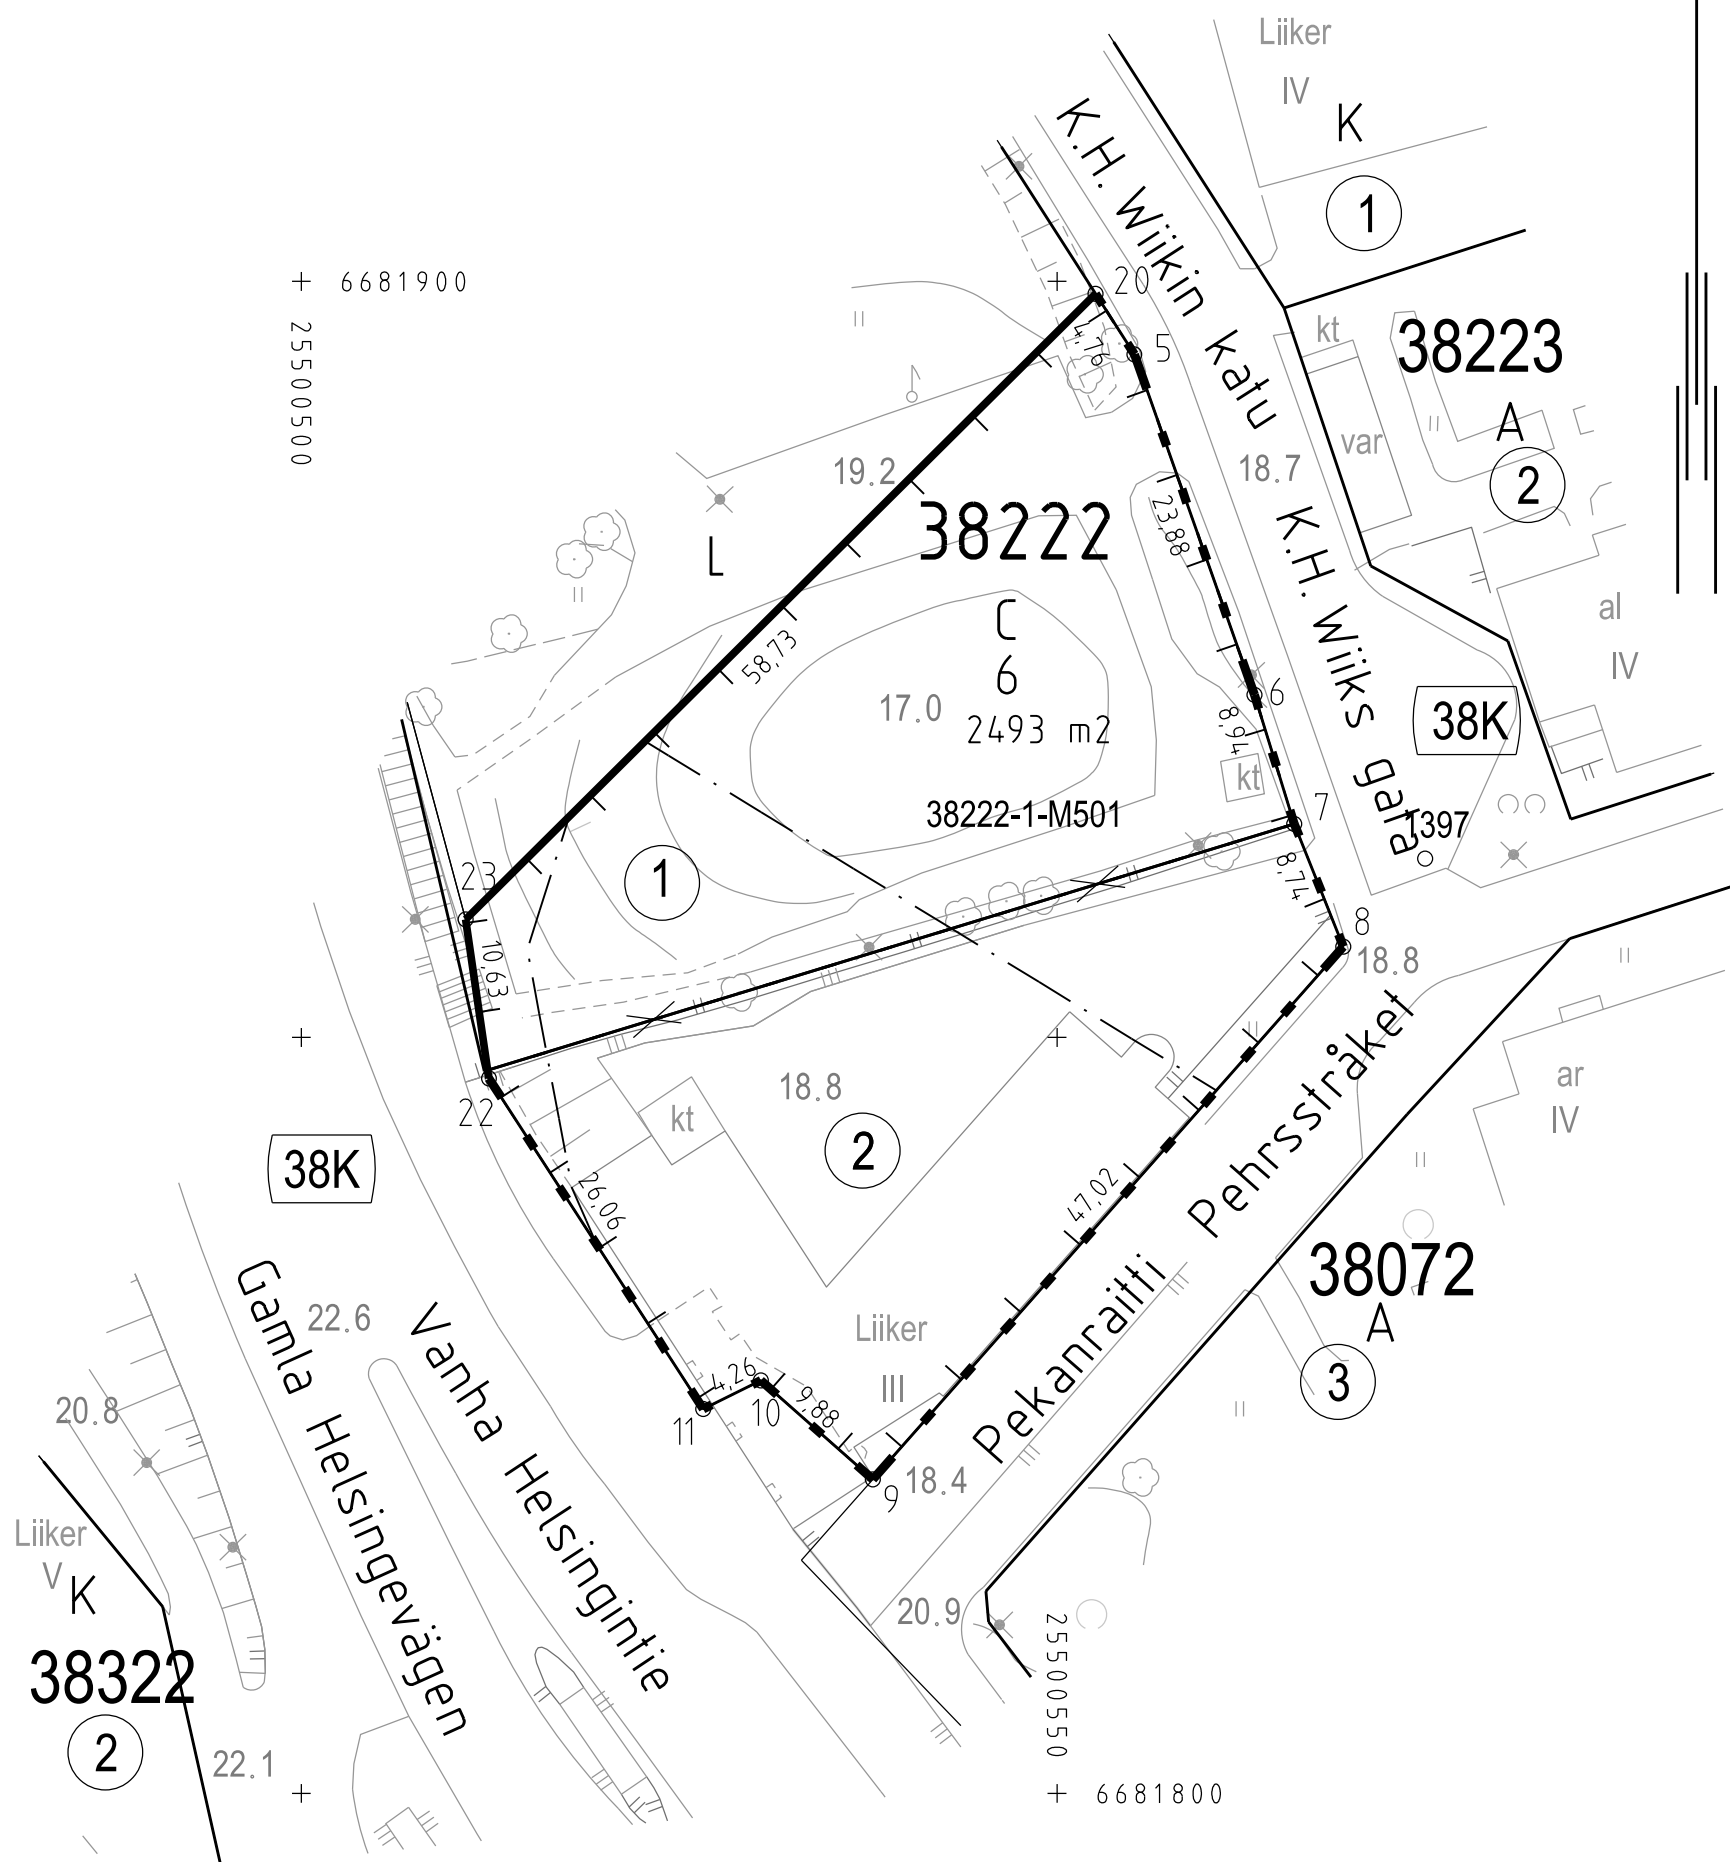 Liiker
IV
K
1
K.H. Wiikin katu
K.H. Wiiks gata
6681900
25500500
20
4,76
5
kt
38223
A
2
var
18.7
19.2
38222
23,88
L
C
6
2493 m2
17.0
58,73
al
IV
6
38K
8,94
kt
38222-1-M501
7
1397
1
23
8,74
10,63
8
18.8
22
18.8
kt
2
38K
ar
IV
26,06
47,02
Pekanraitti Pehrsstråket
38072
A
3
22.6
Gamla Helsingevägen
Vanha Helsingintie
Liiker
III
4,26
11
10
9,88
9
18.4
20.8
Liiker
V
K
38322
2
22.1
20.9
25500550
6681800